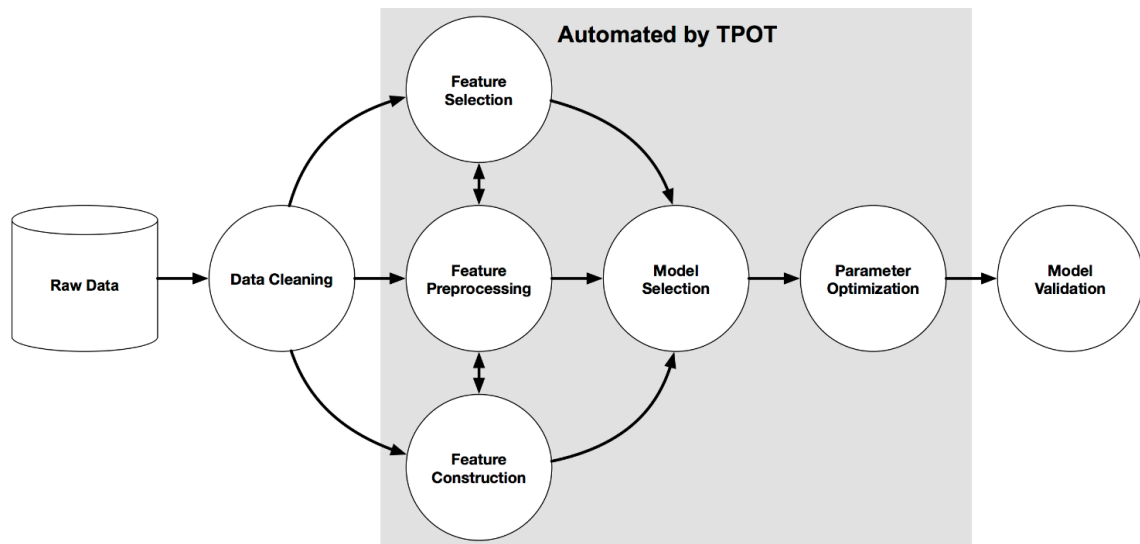 Automated by TPOT
Feature
Selection
Raw Data
Data Cleaning
Feature
Preprocessing
Model
Selection
Parameter
Optimization
Model
Validation
Feature
Construction